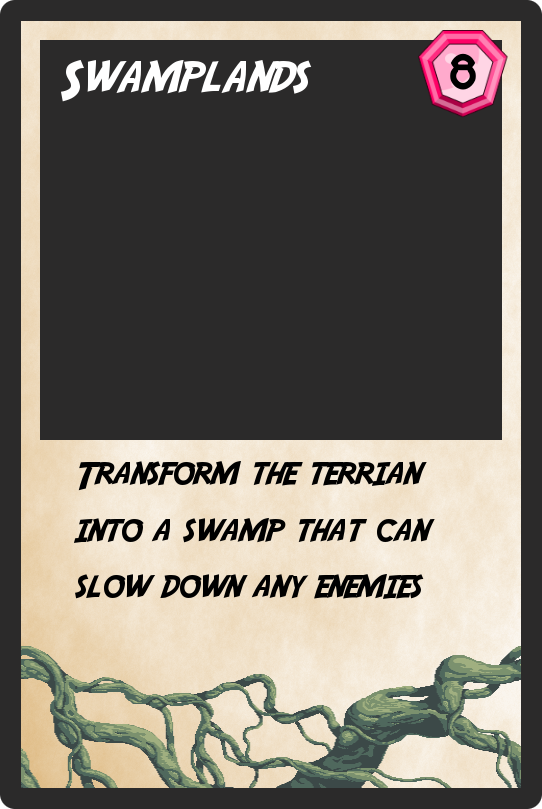 Swamplands
8
Transform the terrian
into a swamp that can
slow down any enemies